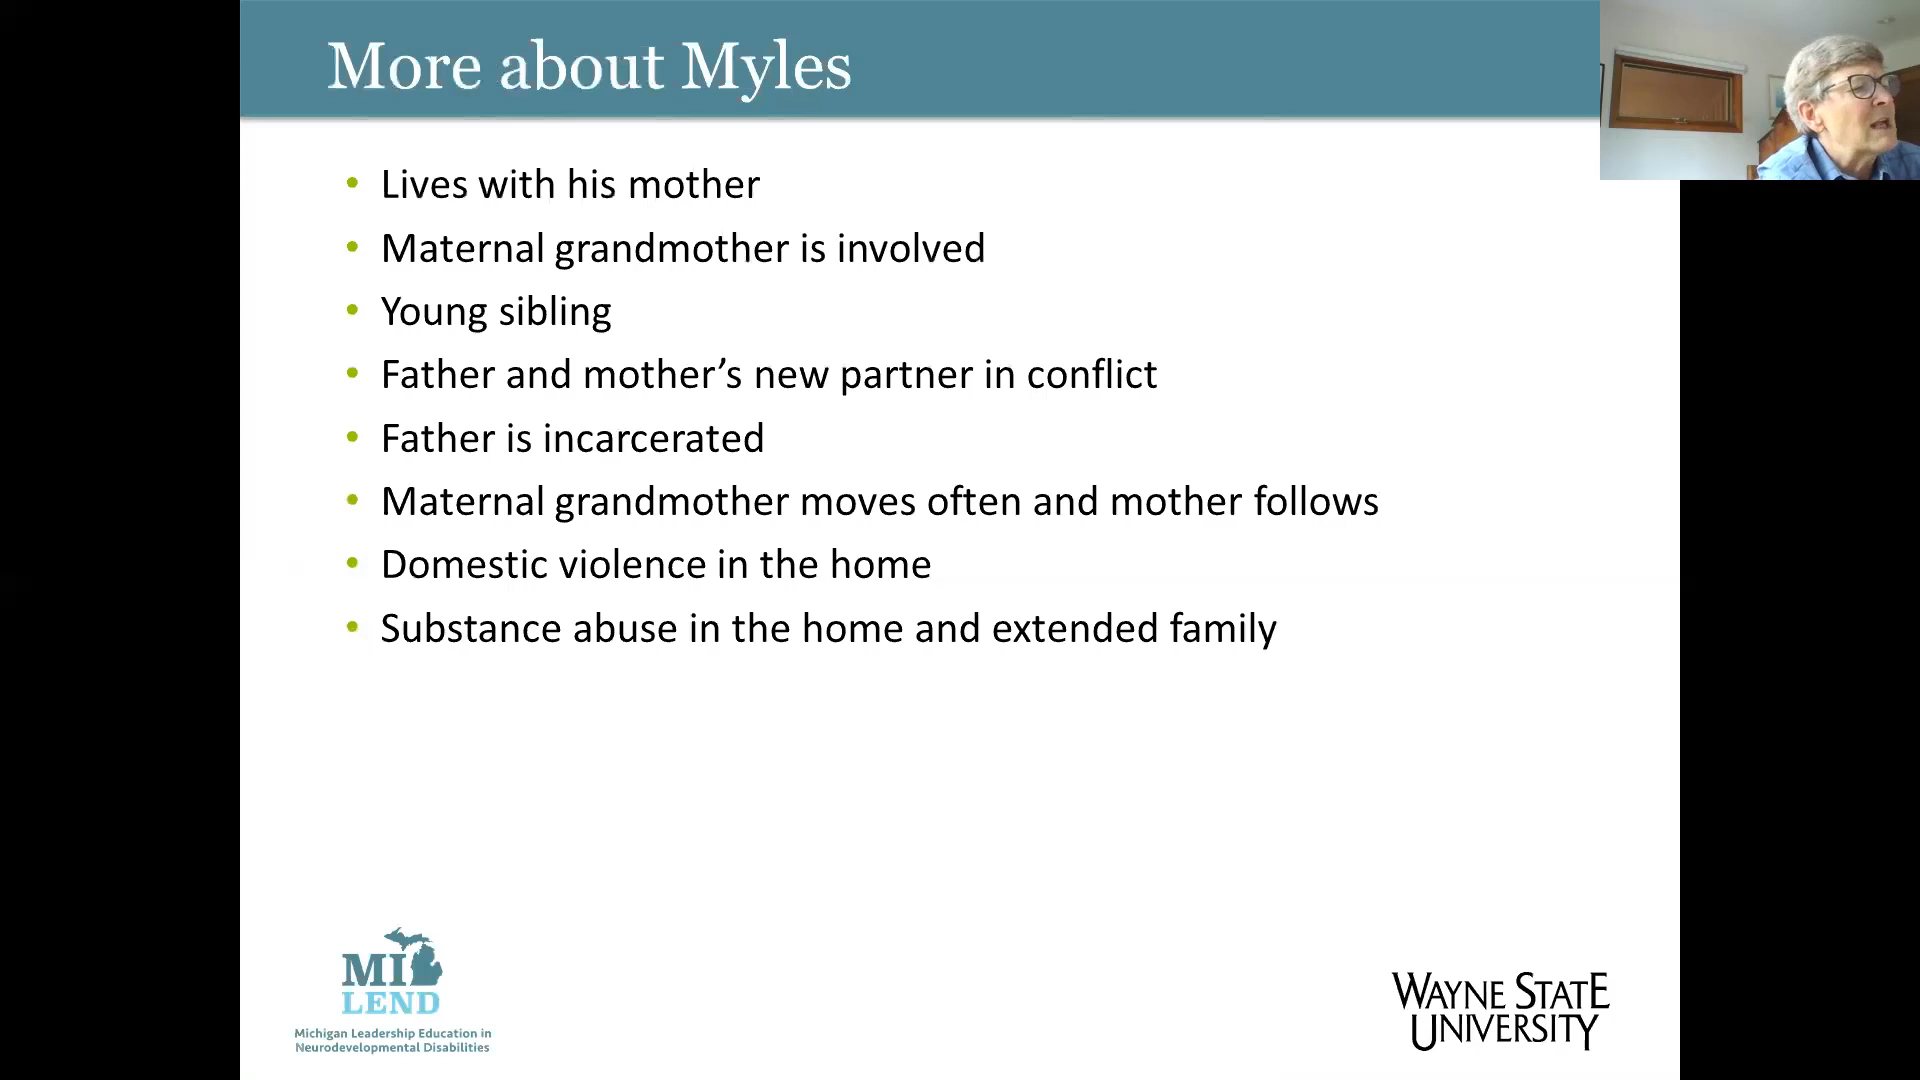 More about Myles
• Lives with his mother
• Maternal grandmother is involved
• Young sibling
• Father and mother’s new partner in conflict
• Father is incarcerated
• Maternal grandmother moves often and mother follows
• Domestic violence in the home
• Substance abuse in the home and extended family
MI
LEND
Michigan Leadership Education in
Neurodevelopmental Disabilities
WAYNE STATE
UNIVERSITY